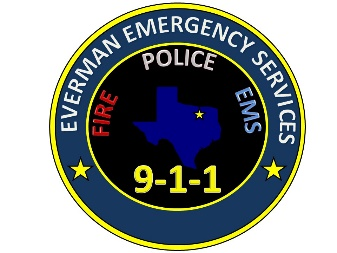 EVERMAN EMERGENCY SERVICES
POLICE
FIRE
EMS
9-1-1